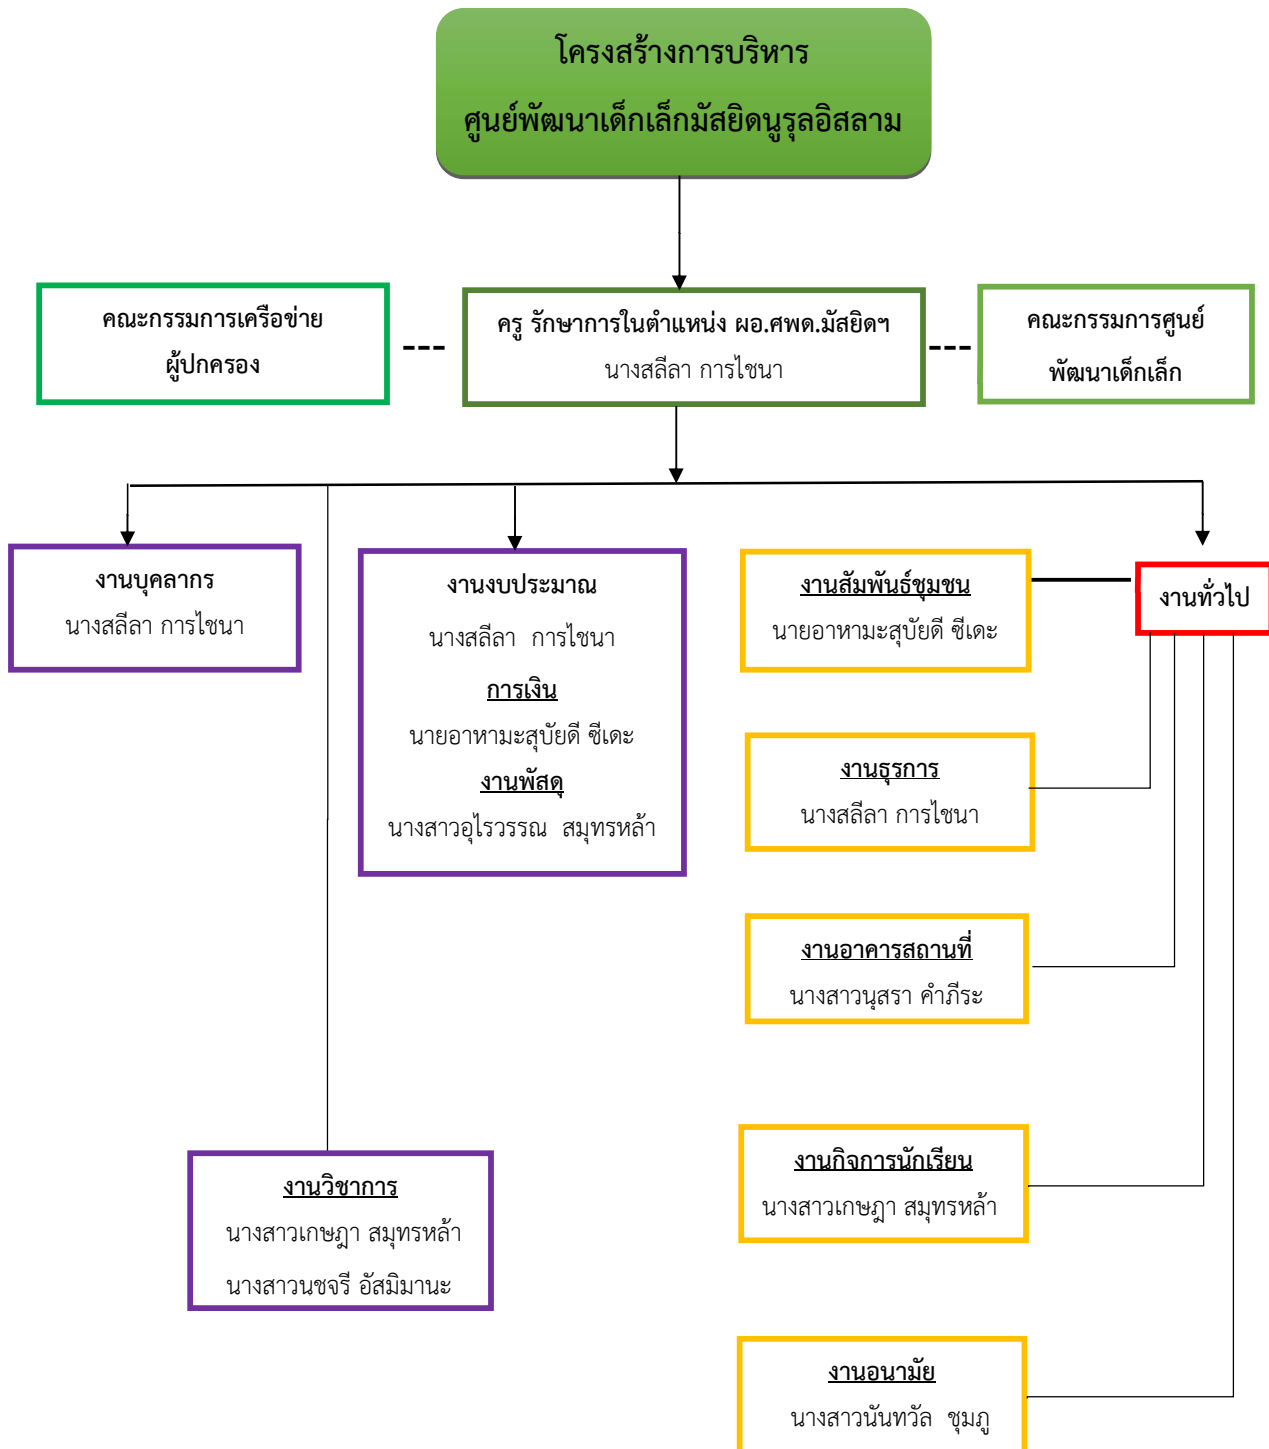 โครงสร้างการบริหาร
ศูนย์พัฒนาเด็กเล็กมัสยิดนูรุลอิสลาม
คณะกรรมการเครือข่าย
ผู้ปกครอง
ครู รักษาการในตำแหน่ง ผอ.ศพด.มัสยิดฯ
นางสลีลา การไชนา
คณะกรรมการศูนย์
พัฒนาเด็กเล็ก
งานบุคลากร
นางสลีลา การไชนา
งานงบประมาณ
นางสลีลา  การไชนา
การเงิน
นายอาหามะสุบัยดี ซีเดะ
งานพัสดุ
นางสาวอุไรวรรณ  สมุทรหล้า
งานสัมพันธ์ชุมชน
นายอาหามะสุบัยดี ซีเดะ
งานทั่วไป
งานธุรการ
นางสลีลา การไชนา
งานอาคารสถานที่
นางสาวนุสรา คำภีระ
งานวิชาการ
นางสาวเกษฎา สมุทรหล้า
นางสาวนชจรี อัสมิมานะ
งานกิจการนักเรียน
นางสาวเกษฎา สมุทรหล้า
งานอนามัย
นางสาวนันทวัล  ชุมภู